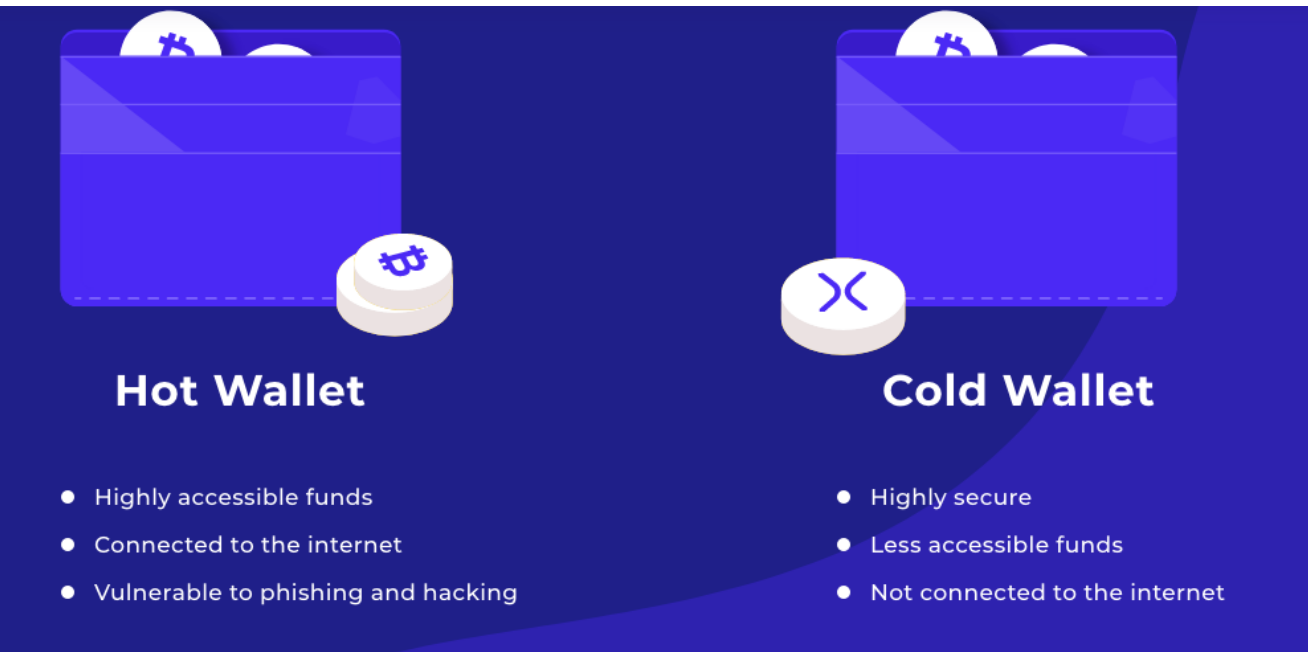 Hot Wallet
Highly accessible funds
Connected to the internet
Vulnerable to phishing and hacking
Cold Wallet
Highly secure
Less accessible funds
Not connected to the internet